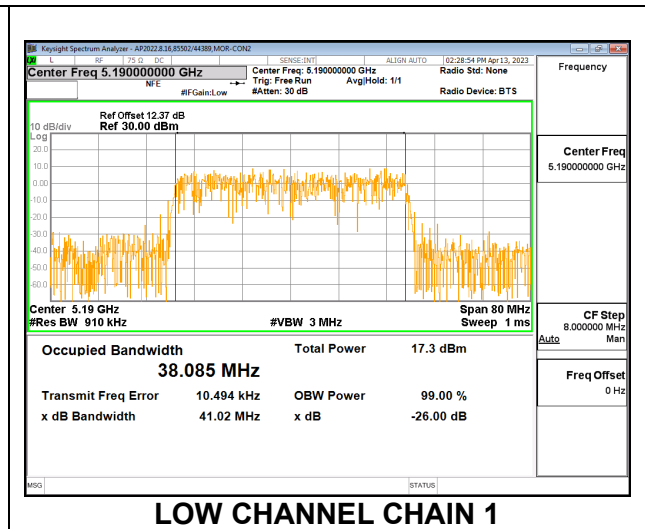 Keysight Spectrum Analyzer - AP2022.8.16,85502/44389,MOR-CON2
L RF 75 Ω DC SENSE:INT ALIGN AUTO 02:28:54 PM Apr 13, 2023
Center Freq 5.190000000 GHz Center Freq: 5.190000000 GHz Radio Std: None Frequency
NFE Trig: Free Run Avg|Hold: 1/1
#IFGain:Low #Atten: 30 dB Radio Device: BTS
Ref Offset 12.37 dB
10 dB/div Ref 30.00 dBm
Log
20.0
10.0
0.00
-10.0
-20.0
-30.0
-40.0
-50.0
-60.0
Center Freq
5.190000000 GHz
Center 5.19 GHz Span 80 MHz
#Res BW 910 kHz #VBW 3 MHz Sweep 1 ms
CF Step
8.000000 MHz
Auto Man
Occupied Bandwidth Total Power 17.3 dBm
38.085 MHz
Freq Offset
0 Hz
Transmit Freq Error 10.494 kHz OBW Power 99.00 %
x dB Bandwidth 41.02 MHz x dB -26.00 dB
MSG STATUS
LOW CHANNEL CHAIN 1